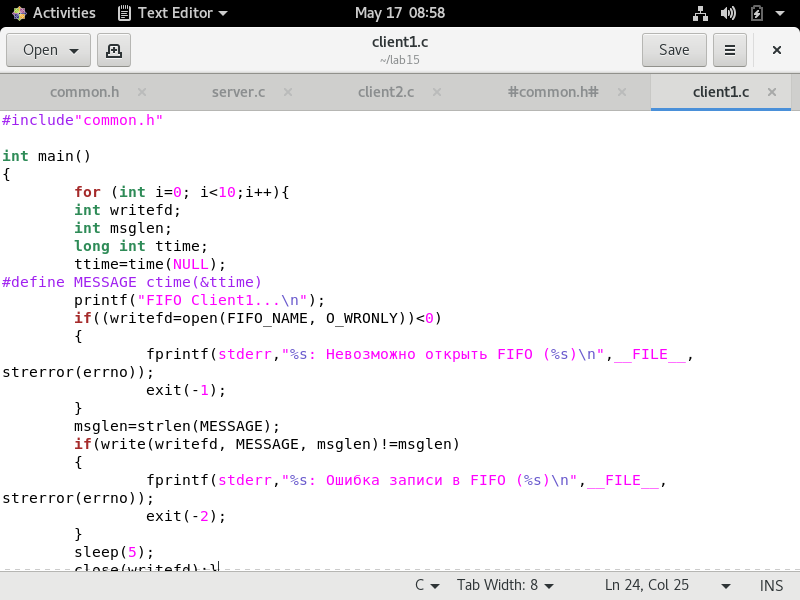 Activities Text Editor May 17 08:58
Open client1.c Save
~/lab15
common.h × server.c × client2.c × #common.h# × client1.c ×
#include"common.h"
int main()
{
for (int i=0; i<10;i++){
int writefd;
int msglen;
long int ttime;
ttime=time(NULL);
#define MESSAGE ctime(&ttime)
printf("FIFO Client1...\n");
if((writefd=open(FIFO_NAME, O_WRONLY))<0)
{
fprintf(stderr,"%s: Невозможно открыть FIFO (%s)\n",__FILE__,
strerror(errno));
exit(-1);
}
msglen=strlen(MESSAGE);
if(write(writefd, MESSAGE, msglen)!=msglen)
{
fprintf(stderr,"%s: Ошибка записи в FIFO (%s)\n",__FILE__,
strerror(errno));
exit(-2);
}
sleep(5);
close(writefd);}
C Tab Width: 8 Ln 24, Col 25 INS